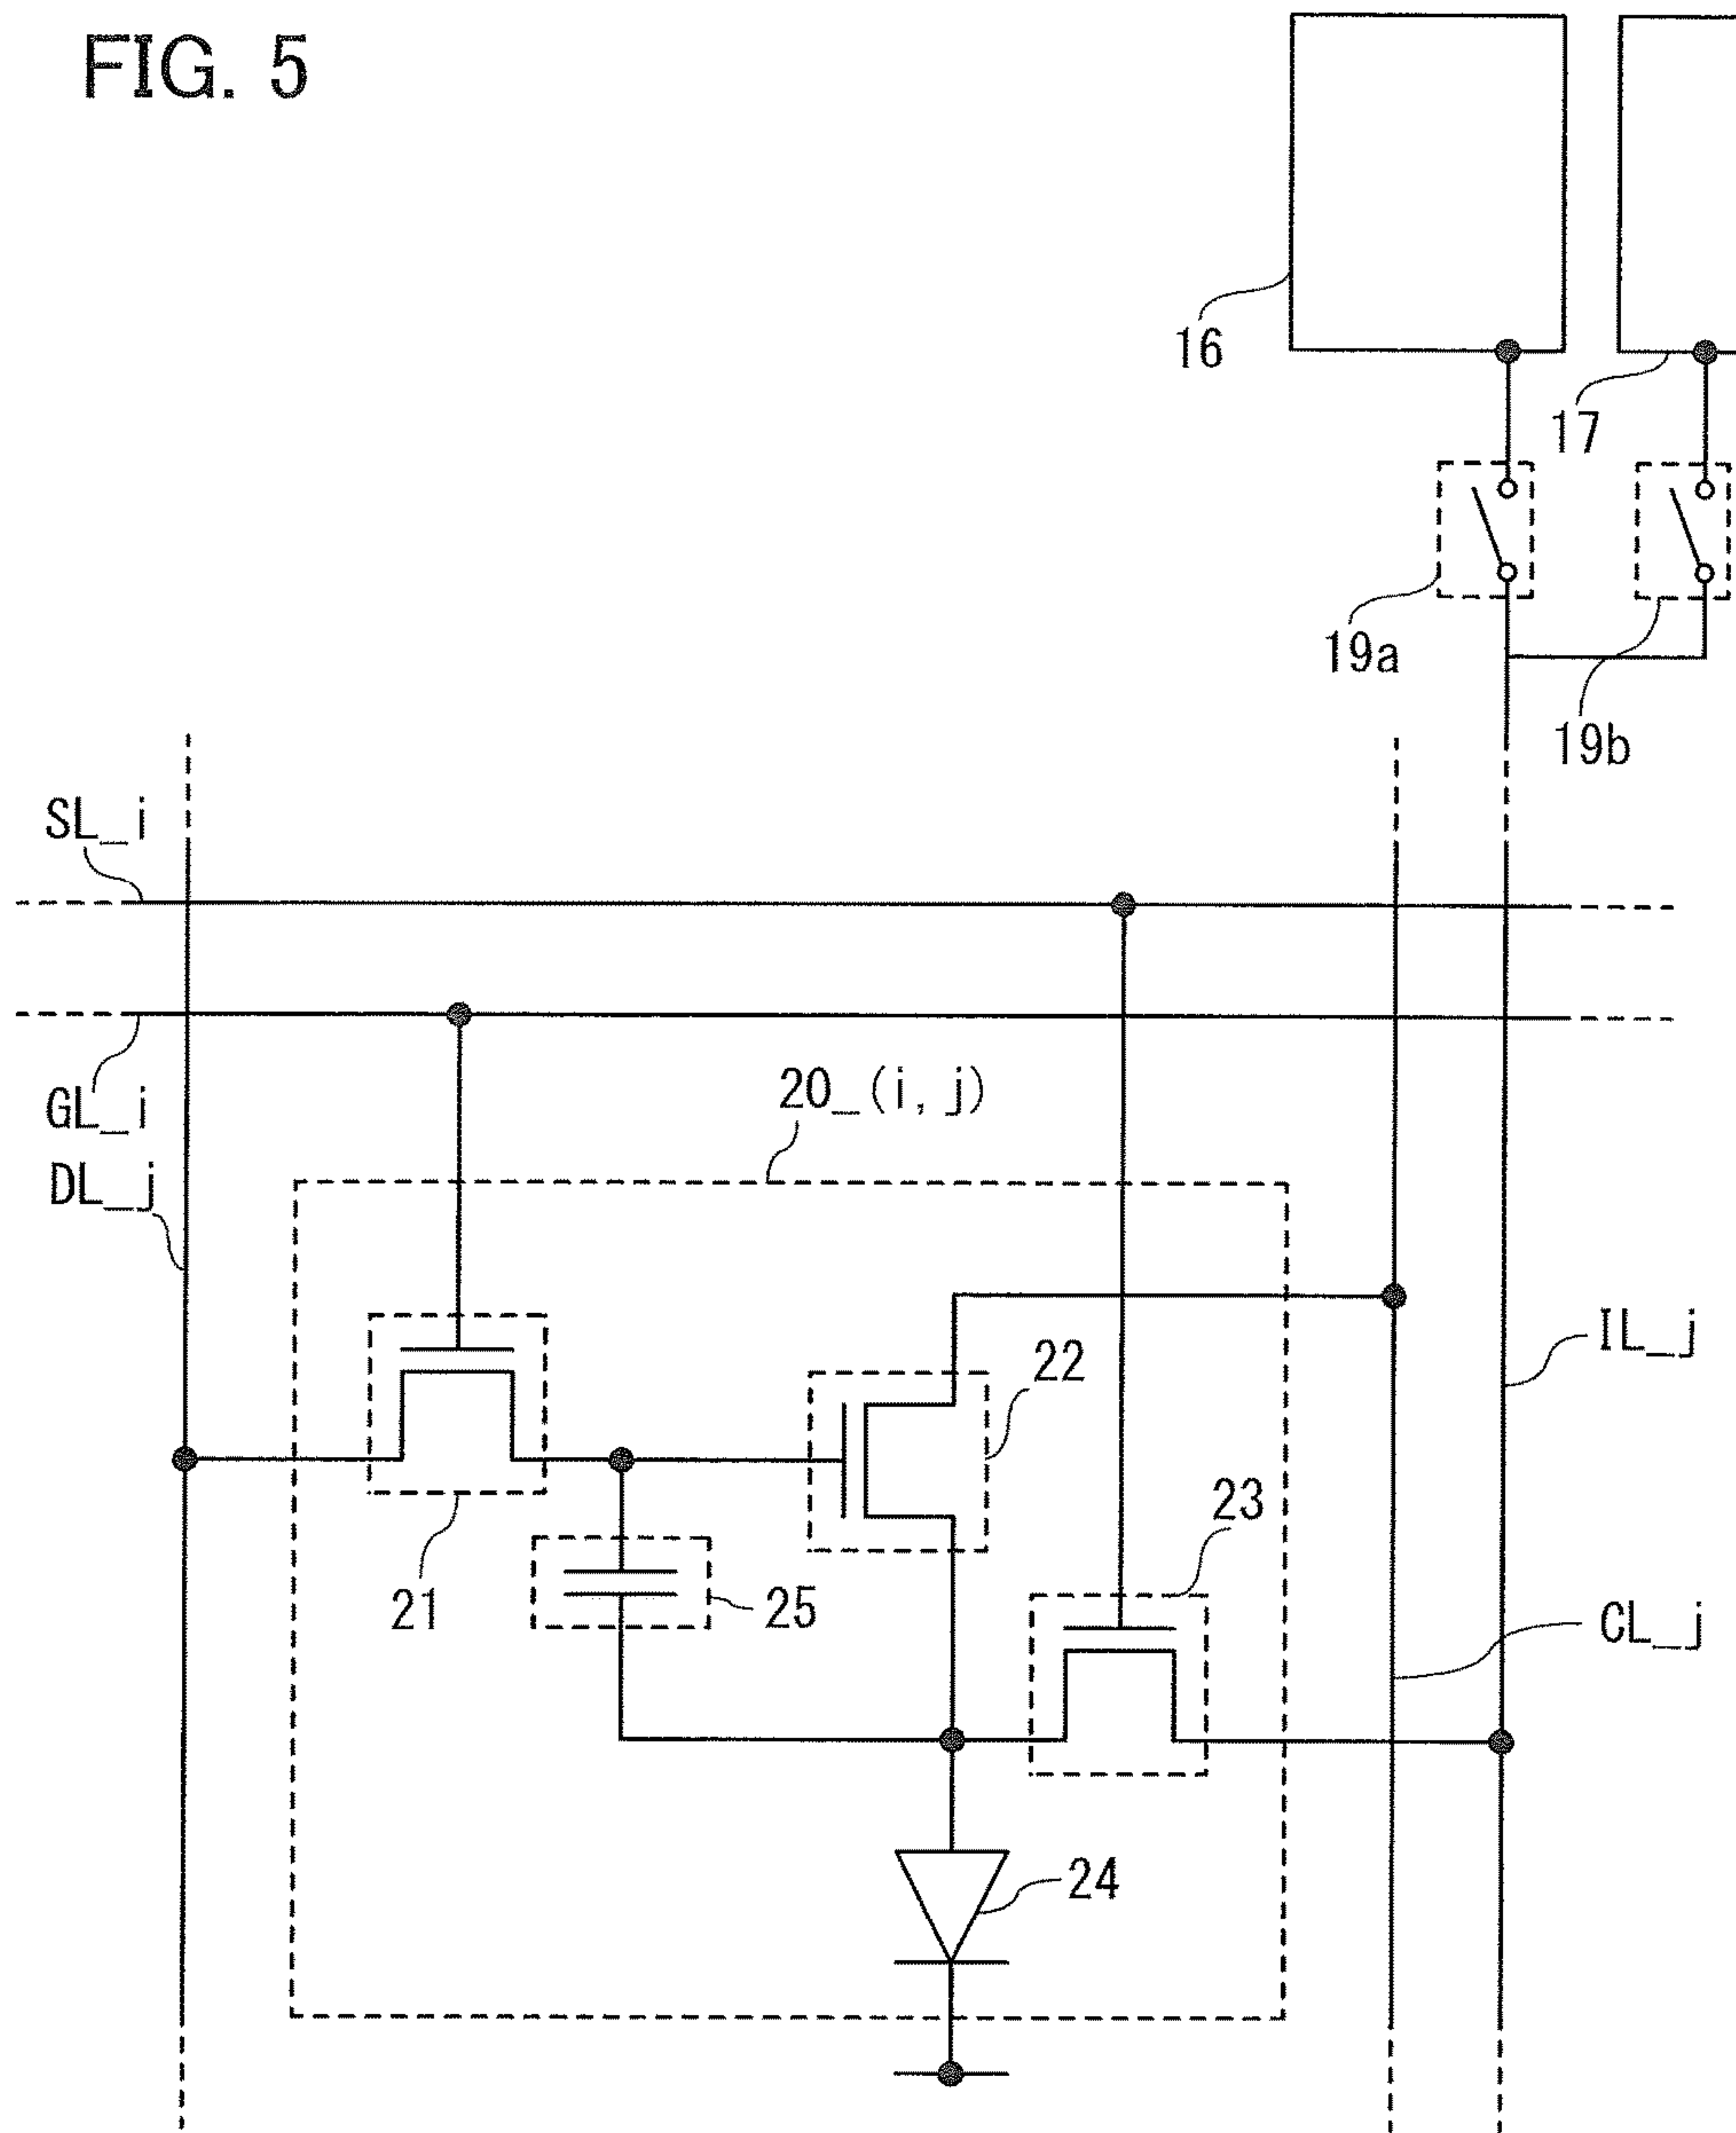 FIG. 5
16
17
19a
19b
SL_i
GL_i
20_(i, j)
DL_j
IL_j
22
23
21
25
CL_j
24